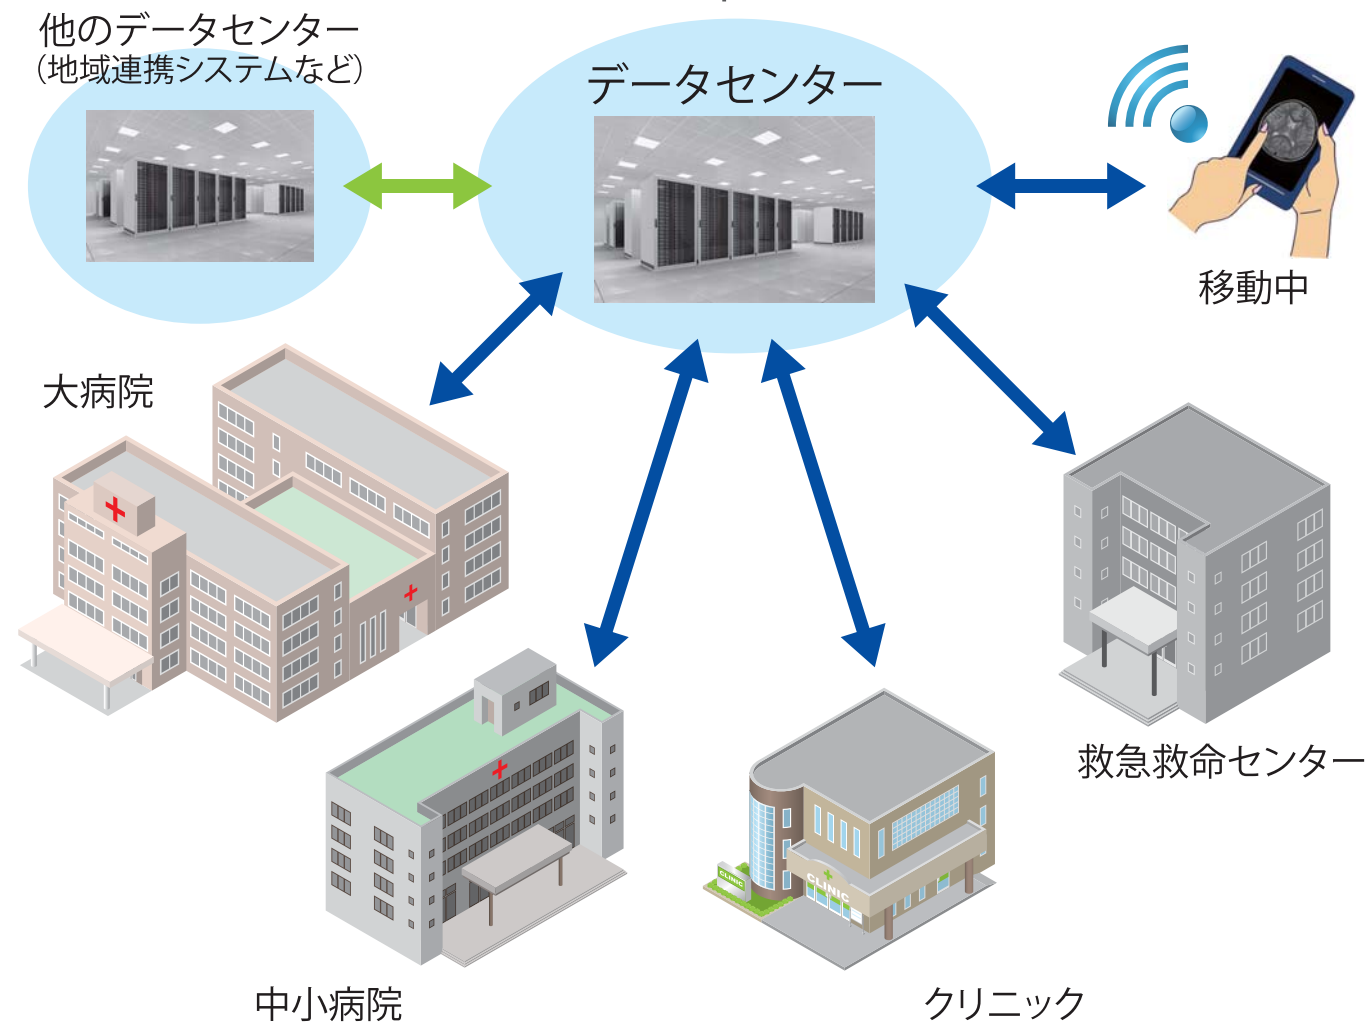 他のデータセンター
（地域連携システムなど）
データセンター
移動中
大病院
救急救命センター
CLINIC
CLINIC
中小病院
クリニック